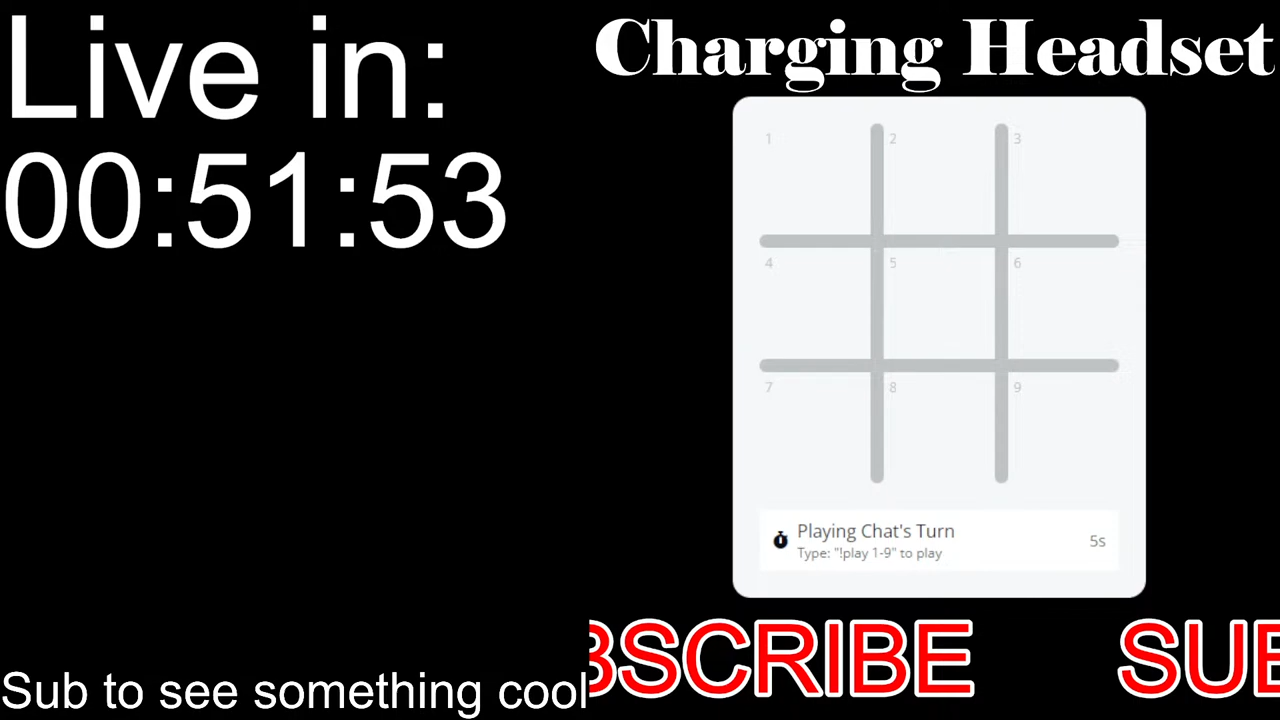 Live in:
00:51:53
Charging Headset
1 2 3
4 5 6
7 8 9
Playing Chat's Turn
Type: "!play 1-9" to play
5s
Sub to see something cool
BSCRIBE SUB